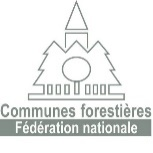 Communes forestières
Fédération nationale